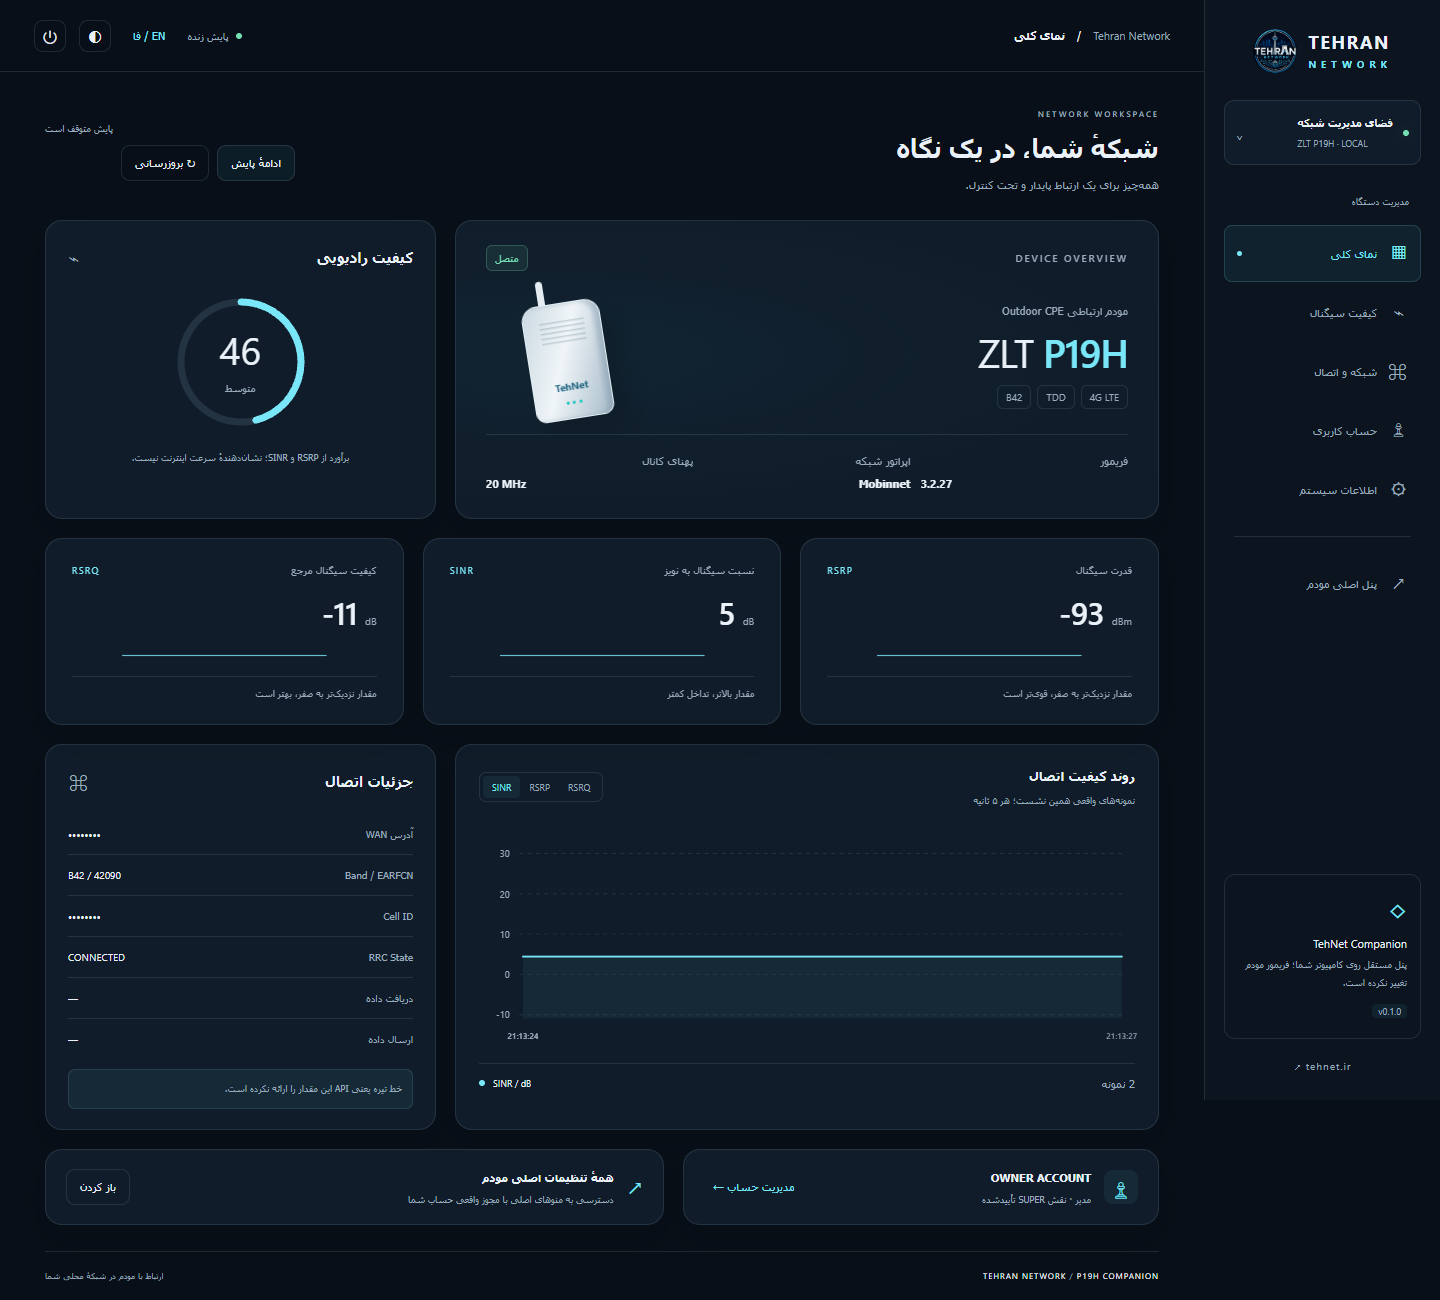 TEHRAN
NETWORK
فضای مدیریت شبکه
ZLT P19H · LOCAL
مدیریت دستگاه
نمای کلی
کیفیت سیگنال
شبکه و اتصال
حساب کاربری
اطلاعات سیستم
پنل اصلی مودم
TehNet Companion
پنل مستقل روی کامپیوتر شما؛ فریمور مودم
تغییر نکرده است.
v0.1.0
tehnet.ir ↗
Tehran Network / نمای کلی
پایش زنده
فا / EN
NETWORK WORKSPACE
شبکهٔ شما، در یک نگاه
همه‌چیز برای یک ارتباط پایدار و تحت کنترل.
پایش متوقف است
ادامهٔ پایش
↻ بروزرسانی
DEVICE OVERVIEW
متصل
مودم ارتباطی Outdoor CPE
ZLT P19H
4G LTE
TDD
B42
TehNet
فریمور
3.2.27
اپراتور شبکه
Mobinnet
پهنای کانال
20 MHz
کیفیت رادیویی
46
متوسط
برآورد از RSRP و SINR؛ نشان‌دهندهٔ سرعت اینترنت نیست.
قدرت سیگنال
RSRP
-93 dBm
مقدار نزدیک‌تر به صفر، قوی‌تر است
نسبت سیگنال به نویز
SINR
5 dB
مقدار بالاتر، تداخل کمتر
کیفیت سیگنال مرجع
RSRQ
-11 dB
مقدار نزدیک‌تر به صفر، بهتر است
روند کیفیت اتصال
نمونه‌های واقعی همین نشست؛ هر ۵ ثانیه
SINR
RSRP
RSRQ
30
20
10
0
-10
21:13:24
21:13:27
2 نمونه
SINR / dB
جزئیات اتصال
آدرس WAN
••••••••
Band / EARFCN
B42 / 42090
Cell ID
••••••••
RRC State
CONNECTED
دریافت داده
—
ارسال داده
—
خط تیره یعنی API این مقدار را ارائه نکرده است.
OWNER ACCOUNT
مدیر · نقش SUPER تأییدشده
مدیریت حساب ←
همهٔ تنظیمات اصلی مودم
دسترسی به منوهای اصلی با مجوز واقعی حساب شما
باز کردن
TEHRAN NETWORK / P19H COMPANION
ارتباط با مودم در شبکهٔ محلی شما